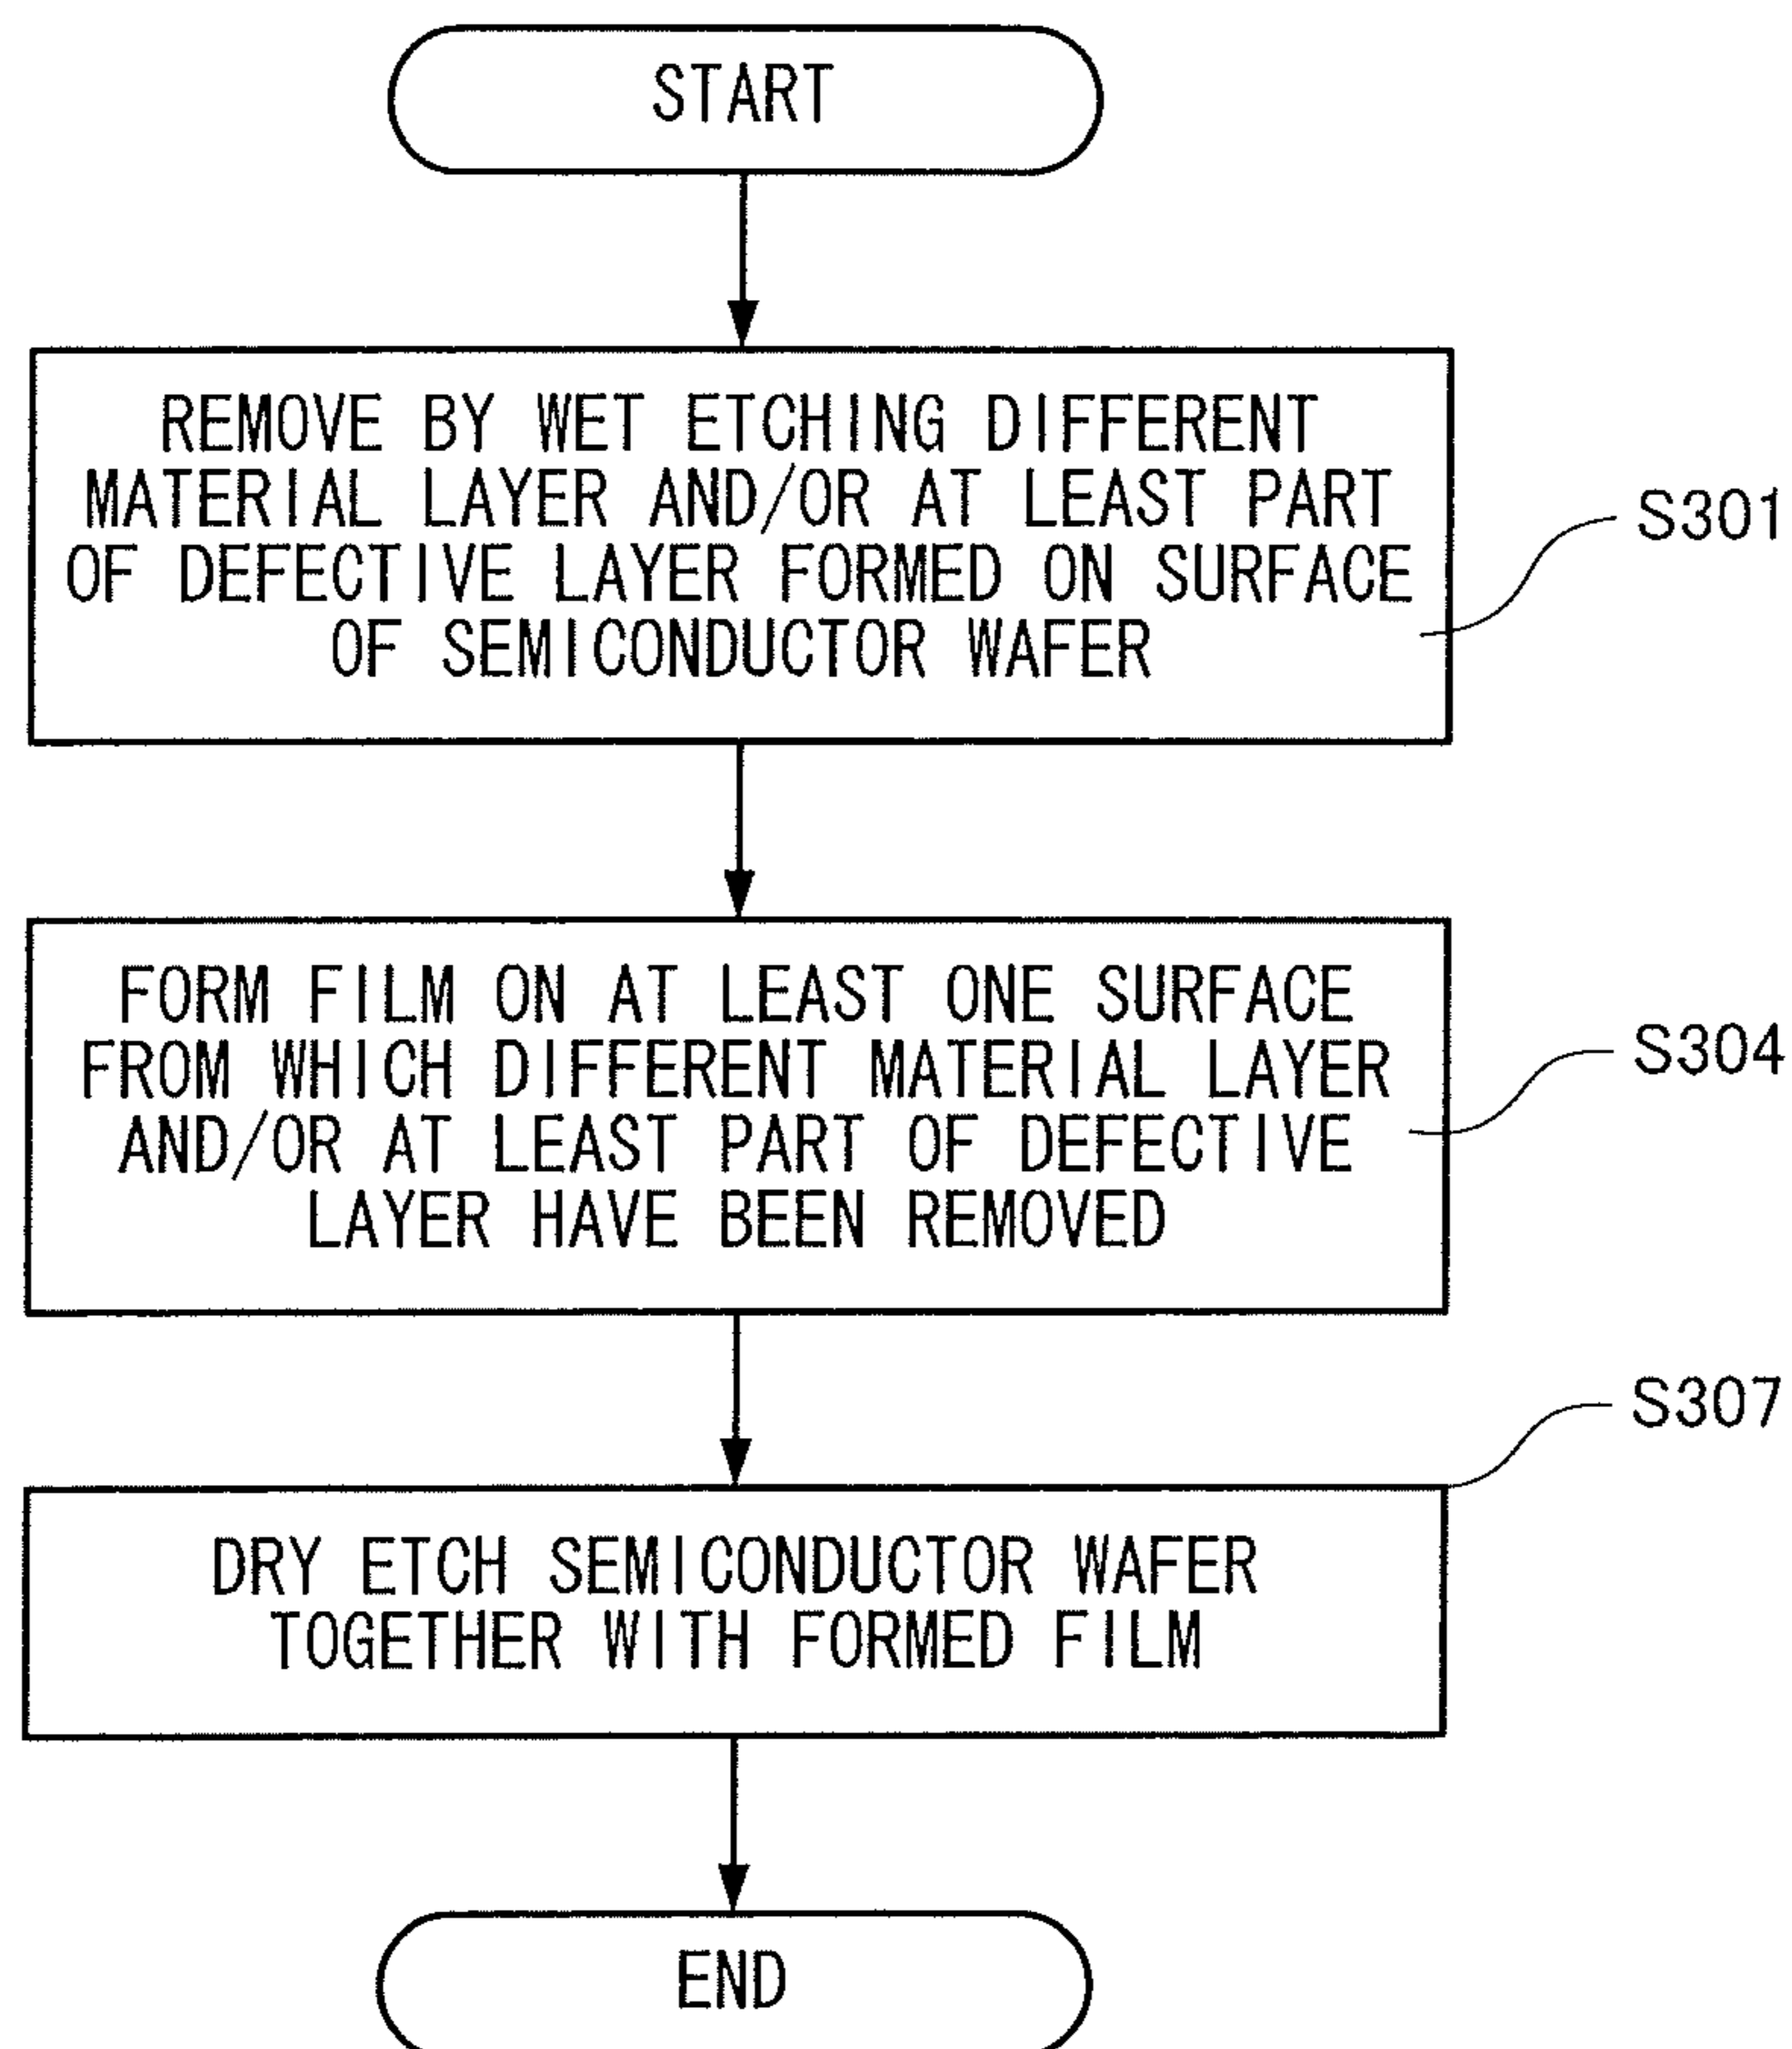 START
REMOVE BY WET ETCHING DIFFERENT
MATERIAL LAYER AND/OR AT LEAST PART
OF DEFECTIVE LAYER FORMED ON SURFACE
OF SEMICONDUCTOR WAFER
S301
FORM FILM ON AT LEAST ONE SURFACE
FROM WHICH DIFFERENT MATERIAL LAYER
AND/OR AT LEAST PART OF DEFECTIVE
LAYER HAVE BEEN REMOVED
S304
S307
DRY ETCH SEMICONDUCTOR WAFER
TOGETHER WITH FORMED FILM
END